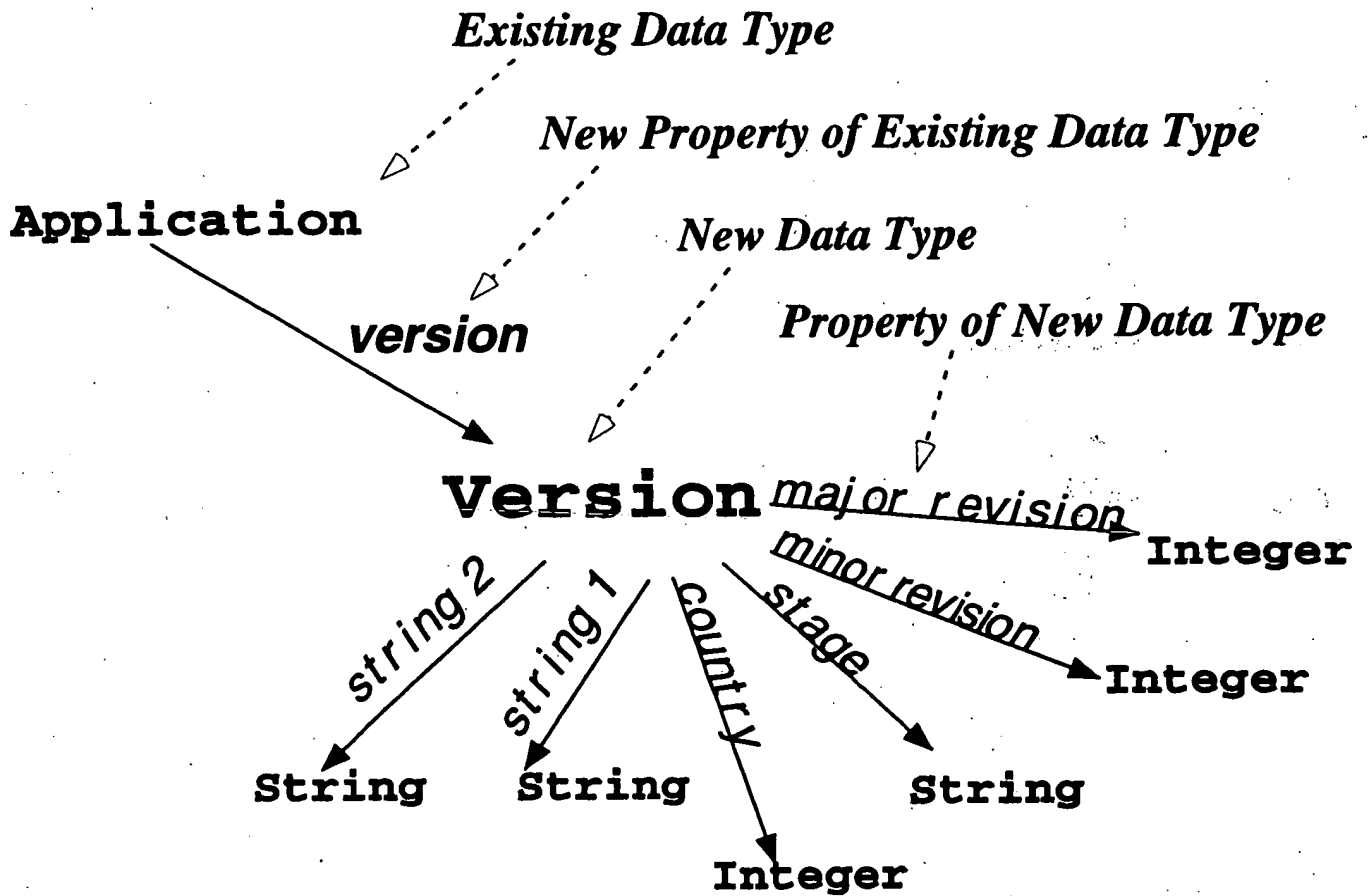 Existing Data Type
New Property of Existing Data Type
Application
New Data Type
version
Property of New Data Type
Version
major revision
Integer
minor revision
Integer
string 2
string 1
country
stage
String
String
String
Integer